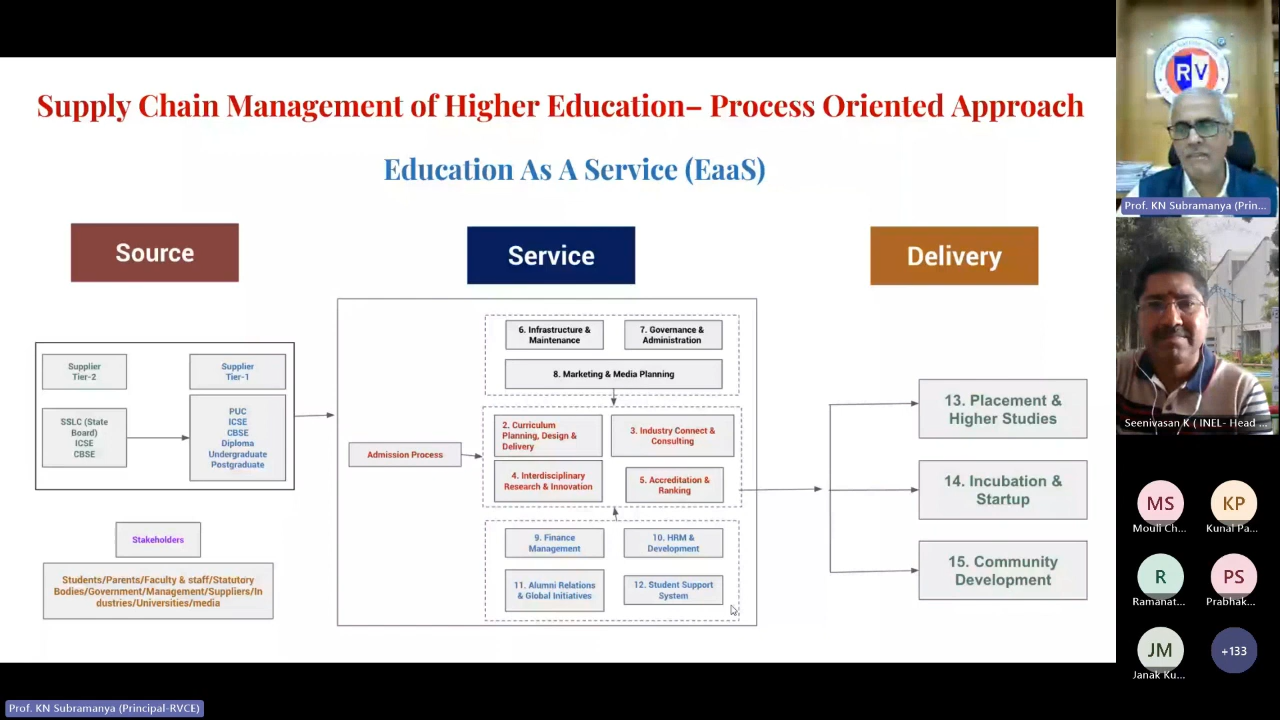 Supply Chain Management of Higher Education– Process Oriented Approach
Education As A Service (EaaS)
Source
Service
Delivery
Supplier
Tier-2
Supplier
Tier-1
SSLC (State
Board)
ICSE
CBSE
PUC
ICSE
CBSE
Diploma
Undergraduate
Postgraduate
Stakeholders
Students/Parents/Faculty & staff/Statutory
Bodies/Government/Management/Suppliers/In
dustries/Universities/media
Admission Process
6. Infrastructure &
Maintenance
7. Governance &
Administration
8. Marketing & Media Planning
2. Curriculum
Planning, Design &
Delivery
3. Industry Connect &
Consulting
4. Interdisciplinary
Research & Innovation
5. Accreditation &
Ranking
9. Finance
Management
10. HRM &
Development
11. Alumni Relations
& Global Initiatives
12. Student Support
System
13. Placement &
Higher Studies
14. Incubation &
Startup
15. Community
Development
RV
Prof. KN Subramanya (Prin...
Seenivasan K ( INEL- Head ...
MS
Mouli Ch...
KP
Kunal Pa...
R
Ramanat...
PS
Prabhak...
JM
Janak Ku...
+133
Prof. KN Subramanya (Principal-RVCE)